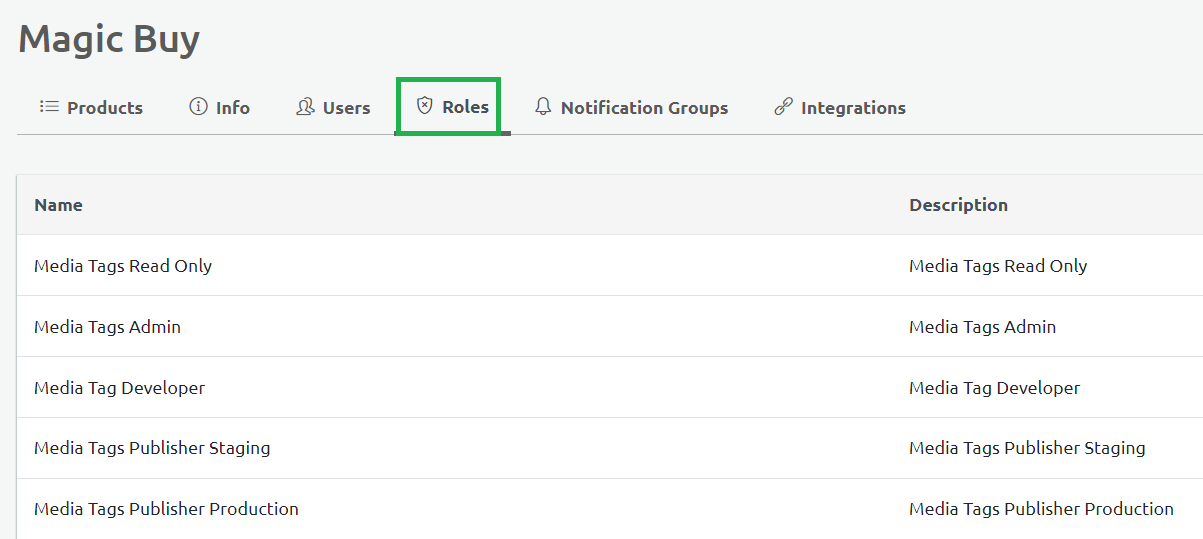 Magic Buy
Products Info Users Roles Notification Groups Integrations
Name Description
Media Tags Read Only Media Tags Read Only
Media Tags Admin Media Tags Admin
Media Tag Developer Media Tag Developer
Media Tags Publisher Staging Media Tags Publisher Staging
Media Tags Publisher Production Media Tags Publisher Production